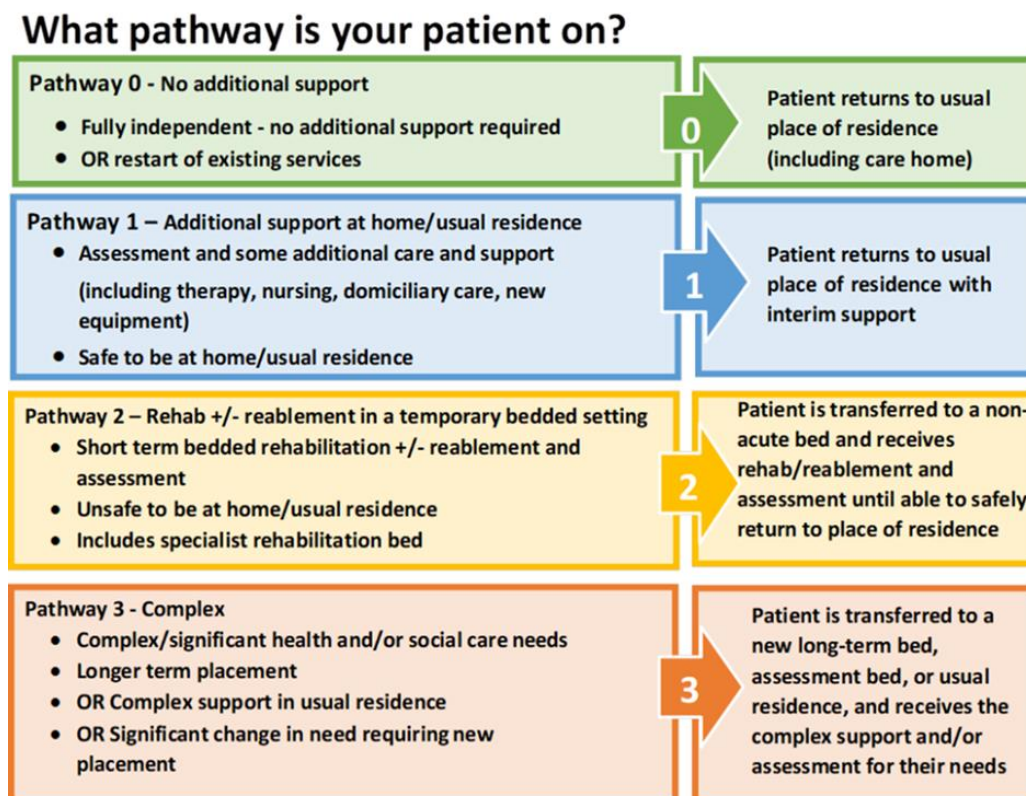 What pathway is your patient on?
Pathway 0 - No additional support
• Fully independent - no additional support required
• OR restart of existing services
0
Patient returns to usual
place of residence
(including care home)
Pathway 1 – Additional support at home/usual residence
• Assessment and some additional care and support
(including therapy, nursing, domiciliary care, new
equipment)
• Safe to be at home/usual residence
1
Patient returns to usual
place of residence with
interim support
Pathway 2 – Rehab +/- reablement in a temporary bedded setting
• Short term bedded rehabilitation +/- reablement and
assessment
• Unsafe to be at home/usual residence
• Includes specialist rehabilitation bed
2
Patient is transferred to a non-
acute bed and receives
rehab/reablement and
assessment until able to safely
return to place of residence
Pathway 3 - Complex
• Complex/significant health and/or social care needs
• Longer term placement
• OR Complex support in usual residence
• OR Significant change in need requiring new
placement
3
Patient is transferred to a
new long-term bed,
assessment bed, or usual
residence, and receives the
complex support and/or
assessment for their needs